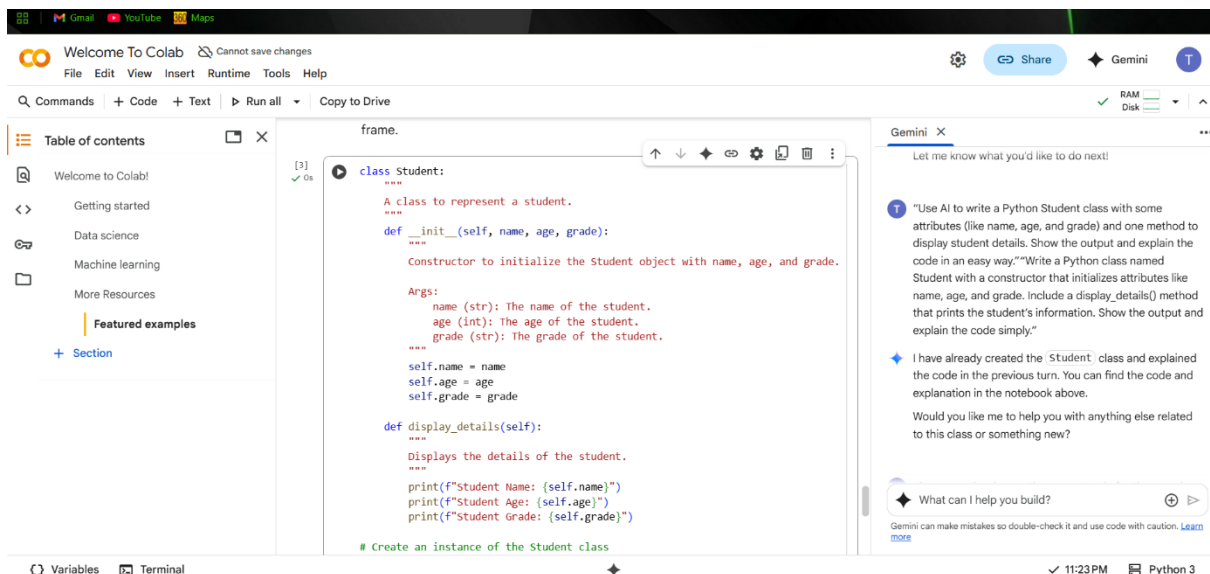 Gmail YouTube Maps
Welcome To Colab Cannot save changes
File Edit View Insert Runtime Tools Help
Share Gemini T
Commands + Code + Text Run all Copy to Drive
RAM
Disk
Table of contents
Welcome to Colab!
Getting started
Data science
Machine learning
More Resources
Featured examples
+ Section
frame.
[3]
0s
class Student:
"""
A class to represent a student.
"""
def __init__(self, name, age, grade):
"""
Constructor to initialize the Student object with name, age, and grade.
Args:
name (str): The name of the student.
age (int): The age of the student.
grade (str): The grade of the student.
"""
self.name = name
self.age = age
self.grade = grade
def display_details(self):
"""
Displays the details of the student.
"""
print(f"Student Name: {self.name}")
print(f"Student Age: {self.age}")
print(f"Student Grade: {self.grade}")
# Create an instance of the Student class
Gemini
Let me know what you'd like to do next!
T
“Use AI to write a Python Student class with some
attributes (like name, age, and grade) and one method to
display student details. Show the output and explain the
code in an easy way.”“Write a Python class named
Student with a constructor that initializes attributes like
name, age, and grade. Include a display_details() method
that prints the student’s information. Show the output and
explain the code simply.”
I have already created the Student class and explained
the code in the previous turn. You can find the code and
explanation in the notebook above.
Would you like me to help you with anything else related
to this class or something new?
What can I help you build?
Gemini can make mistakes so double-check it and use code with caution. Learn
more
Variables Terminal
11:23 PM Python 3